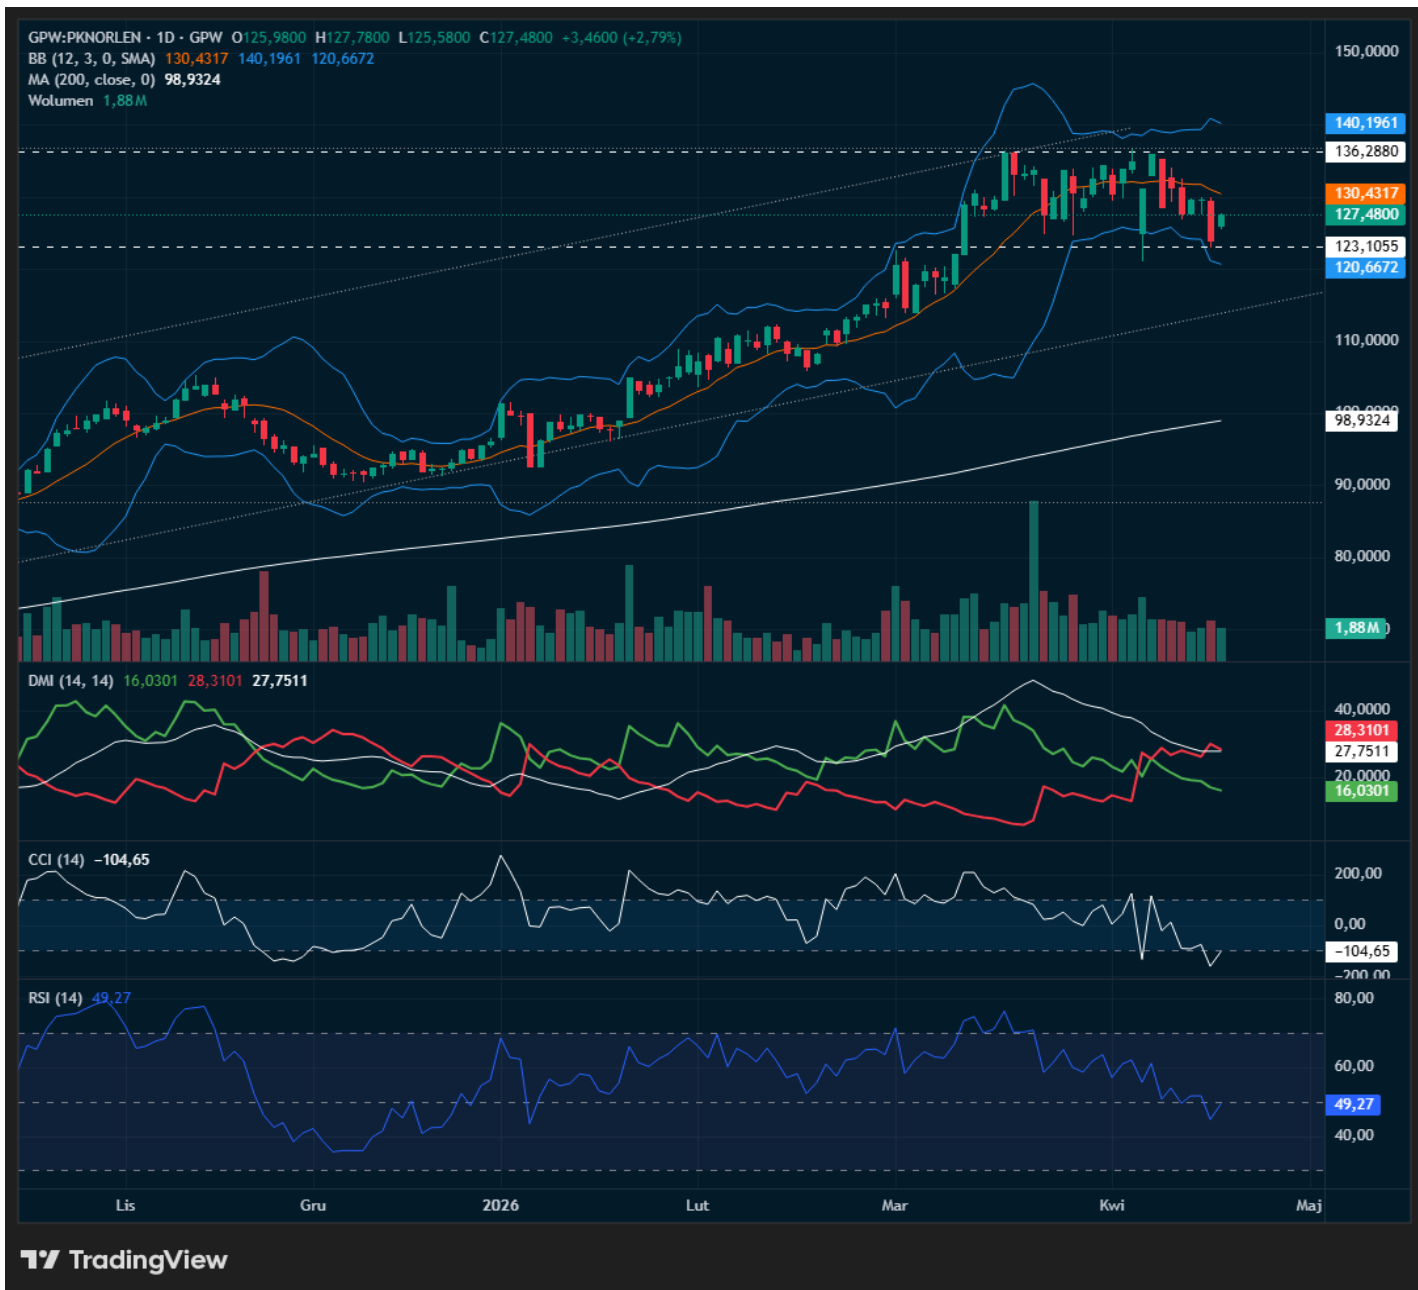 GPW:PKNORLEN · 1D · GPW O125,9800 H127,7800 L125,5800 C127,4800 +3,4600 (+2,79%)
BB (12, 3, 0, SMA) 130,4317 140,1961 120,6672
MA (200, close, 0) 98,9324
Wolumen 1,88M
150,0000
140,1961
136,2880
130,4317
127,4800
123,1055
120,6672
110,0000
98,9324
90,0000
80,0000
1,88M
DMI (14, 14) 16,0301 28,3101 27,7511
40,0000
28,3101
27,7511
20,0000
16,0301
CCI (14) −104,65
200,00
0,00
−104,65
−200,00
RSI (14) 49,27
80,00
60,00
49,27
40,00
Lis Gru 2026 Lut Mar Kwi Maj
TradingView